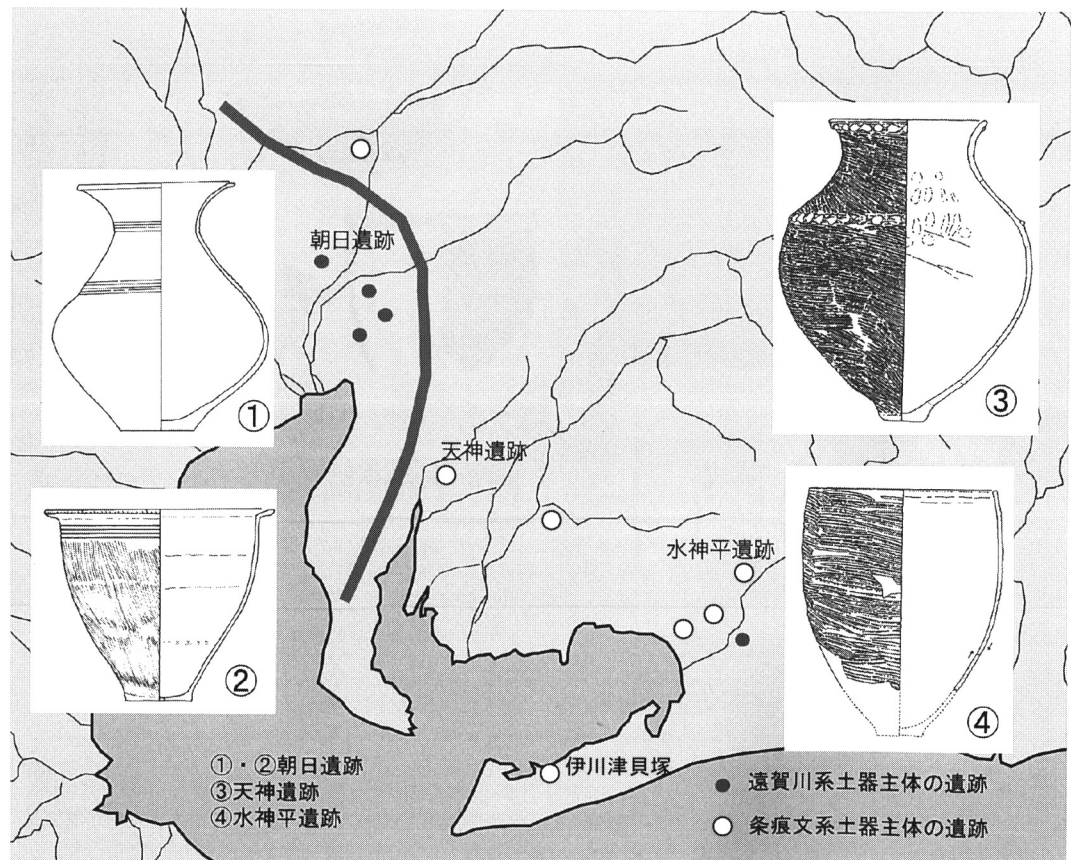 朝日遺跡
①
天神遺跡
③
水神平遺跡
②
④
①・②朝日遺跡
③天神遺跡
④水神平遺跡
伊川津貝塚
遠賀川系土器主体の遺跡
条痕文系土器主体の遺跡